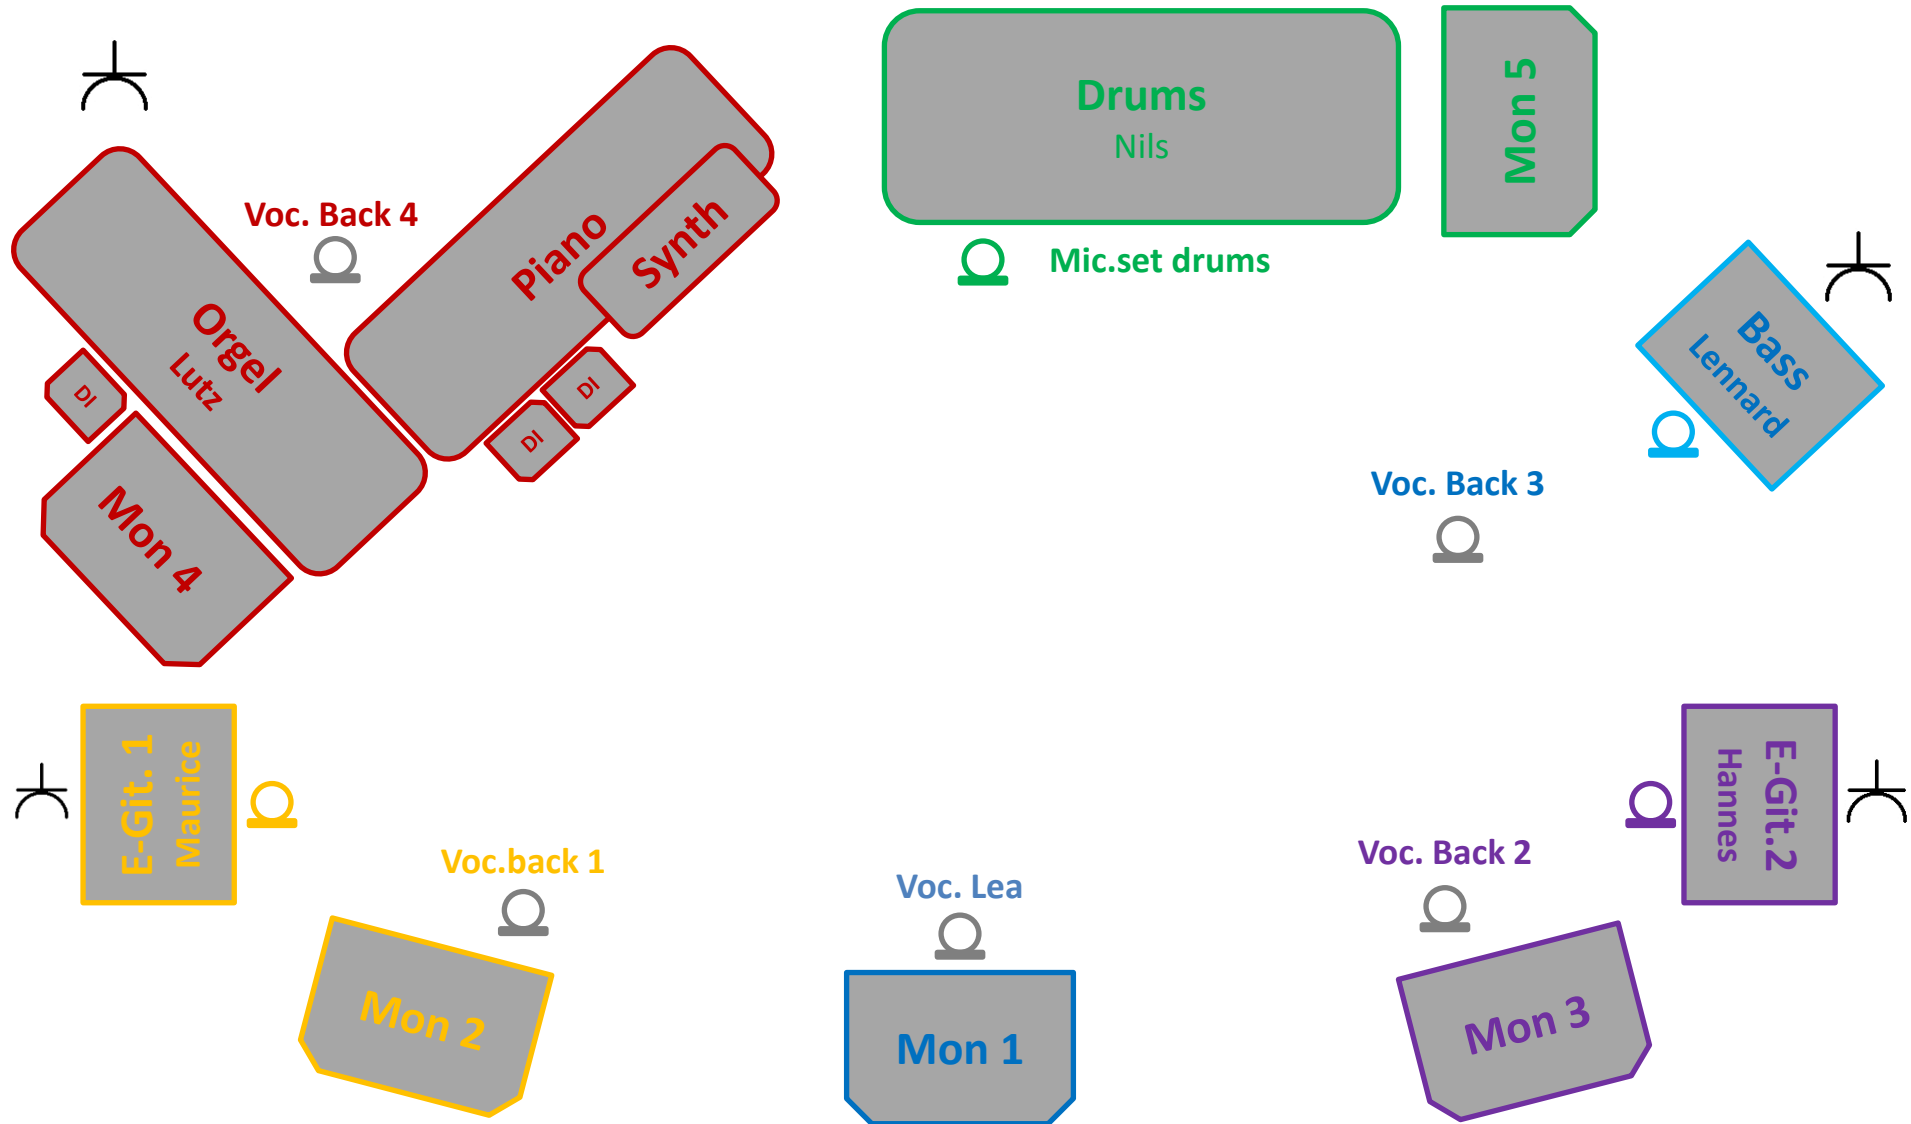 Drums
Nils
Mon 5
Voc. Back 4
Piano
Synth
Mic.set drums
Orgel
Lutz
DI
DI
DI
Mon 4
Bass
Lennard
Voc. Back 3
E-Git. 1
Maurice
E-Git.2
Hannes
Voc.back 1
Voc. Lea
Voc. Back 2
Mon 2
Mon 1
Mon 3